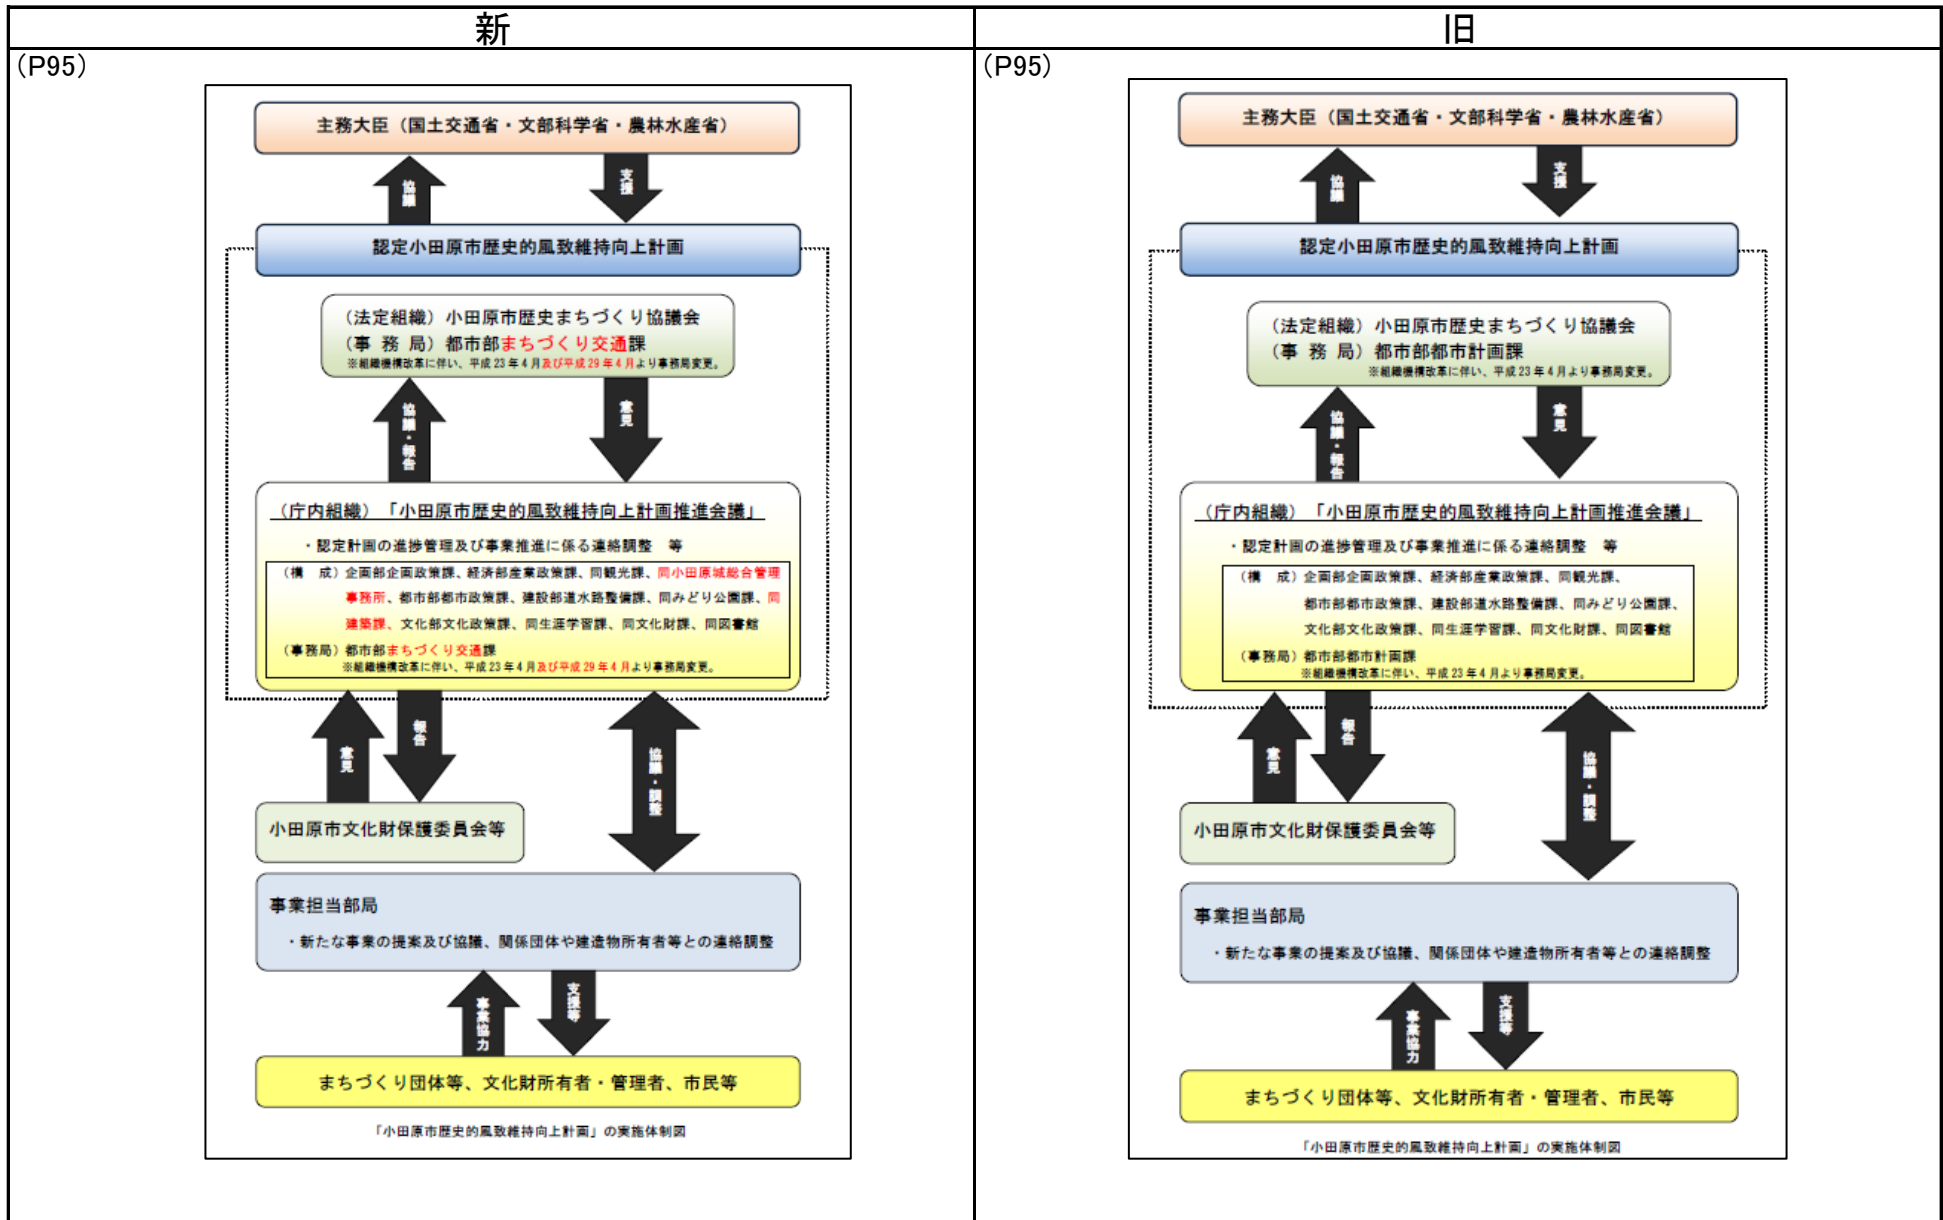 新
(P95)
主務大臣（国土交通省・文部科学省・農林水産省）
協議
支援
認定小田原市歴史的風致維持向上計画
（法定組織）小田原市歴史まちづくり協議会
（事 務 局）都市部まちづくり交通課
※組織機構改革に伴い、平成23年4月及び平成29年4月より事務局変更。
協議・報告
意見
（庁内組織）「小田原市歴史的風致維持向上計画推進会議」
・認定計画の進捗管理及び事業推進に係る連絡調整　等
（構　成）企画部企画政策課、経済部産業政策課、同観光課、同小田原城総合管理
事務所、都市部都市政策課、建設部道水路整備課、同みどり公園課、同
建築課、文化部文化政策課、同生涯学習課、同文化財課、同図書館
（事務局）都市部まちづくり交通課
※組織機構改革に伴い、平成23年4月及び平成29年4月より事務局変更。
意見
報告
協議・調整
小田原市文化財保護委員会等
事業担当部局
・新たな事業の提案及び協議、関係団体や建造物所有者等との連絡調整
事業協力
支援等
まちづくり団体等、文化財所有者・管理者、市民等
「小田原市歴史的風致維持向上計画」の実施体制図
旧
(P95)
主務大臣（国土交通省・文部科学省・農林水産省）
協議
支援
認定小田原市歴史的風致維持向上計画
（法定組織）小田原市歴史まちづくり協議会
（事 務 局）都市部都市計画課
※組織機構改革に伴い、平成23年4月より事務局変更。
協議・報告
意見
（庁内組織）「小田原市歴史的風致維持向上計画推進会議」
・認定計画の進捗管理及び事業推進に係る連絡調整　等
（構　成）企画部企画政策課、経済部産業政策課、同観光課、
都市部都市政策課、建設部道水路整備課、同みどり公園課、
文化部文化政策課、同生涯学習課、同文化財課、同図書館
（事務局）都市部都市計画課
※組織機構改革に伴い、平成23年4月より事務局変更。
意見
報告
協議・調整
小田原市文化財保護委員会等
事業担当部局
・新たな事業の提案及び協議、関係団体や建造物所有者等との連絡調整
事業協力
支援等
まちづくり団体等、文化財所有者・管理者、市民等
「小田原市歴史的風致維持向上計画」の実施体制図